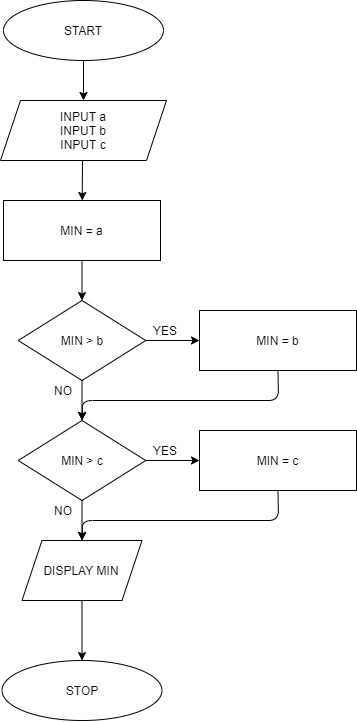 START
INPUT a
INPUT b
INPUT c
MIN = a
MIN > b
YES
MIN = b
NO
MIN > c
YES
MIN = c
NO
DISPLAY MIN
STOP